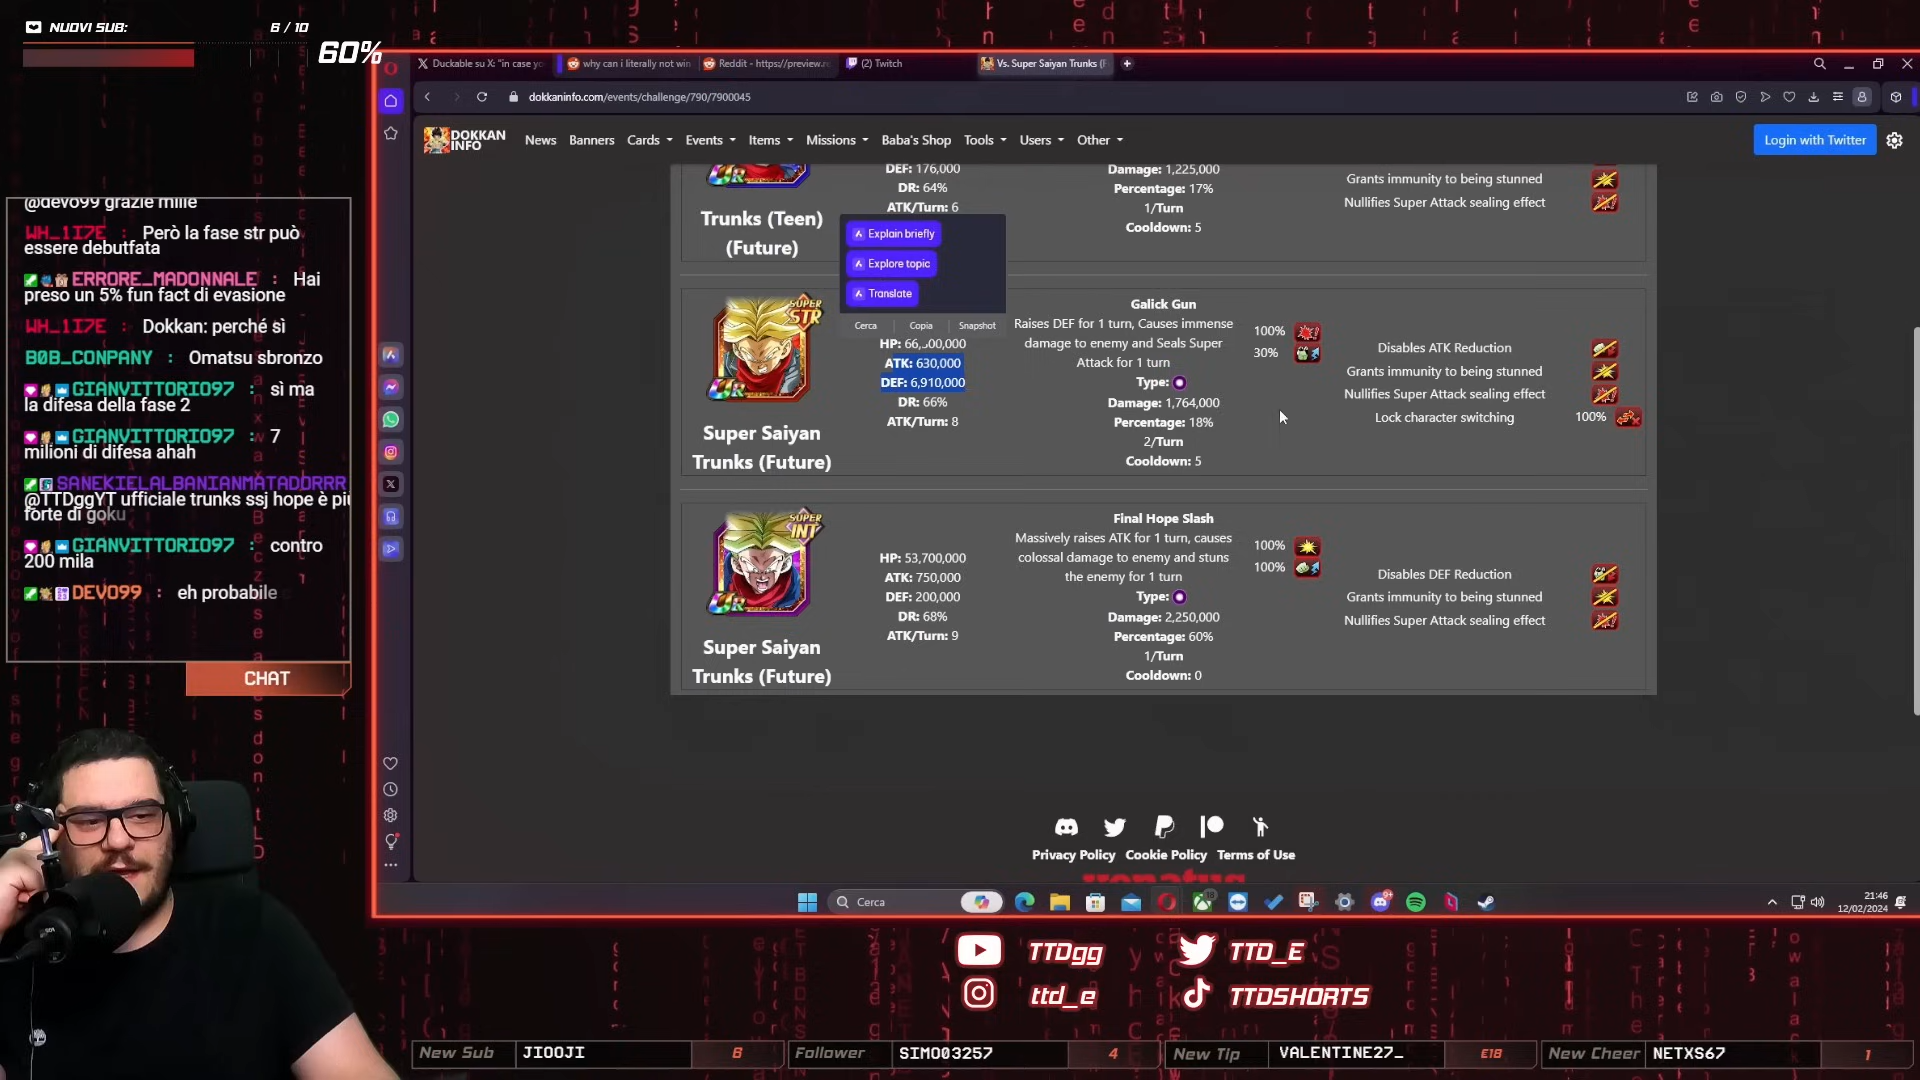 NUOVI SUB:
6 / 10
60%
Duckable su X: "in case yo
why can i literally not win
Reddit - https://preview.re
(2) Twitch
Vs. Super Saiyan Trunks (F
dokkaninfo.com/events/challenge/790/7900045
DOKKAN INFO
News
Banners
Cards
Events
Items
Missions
Baba's Shop
Tools
Users
Other
Login with Twitter
DEF: 176,000
DR: 64%
ATK/Turn: 6
Trunks (Teen)
(Future)
Damage: 1,225,000
Percentage: 17%
1/Turn
Cooldown: 5
Grants immunity to being stunned
Nullifies Super Attack sealing effect
Explain briefly
Explore topic
Translate
Cerca
Copia
Snapshot
SUPER STR
UR
Super Saiyan
Trunks (Future)
ATK: 630,000
DEF: 6,910,000
DR: 66%
ATK/Turn: 8
Galick Gun
Raises DEF for 1 turn, Causes immense
damage to enemy and Seals Super
Attack for 1 turn
Type:
Damage: 1,764,000
Percentage: 18%
2/Turn
Cooldown: 5
100%
30%
Disables ATK Reduction
Grants immunity to being stunned
Nullifies Super Attack sealing effect
Lock character switching
100%
SUPER INT
UR
Super Saiyan
Trunks (Future)
HP: 53,700,000
ATK: 750,000
DEF: 200,000
DR: 68%
ATK/Turn: 9
Final Hope Slash
Massively raises ATK for 1 turn, causes
colossal damage to enemy and stuns
the enemy for 1 turn
Type:
Damage: 2,250,000
Percentage: 60%
1/Turn
Cooldown: 0
100%
100%
Disables DEF Reduction
Grants immunity to being stunned
Nullifies Super Attack sealing effect
Privacy Policy
Cookie Policy
Terms of Use
Cerca
21:46
12/02/2024
@devo99 grazie mille
WH_1I7E : Però la fase str può
essere debutfata
ERRORE_MADONNALE : Hai
preso un 5% fun fact di evasione
WH_1I7E : Dokkan: perché sì
B0B_C0NPANY : Omatsu sbronzo
GIANVITTORIO97 : sì ma
la difesa della fase 2
GIANVITTORIO97 : 7
milioni di difesa ahah
SANEKIELALBANIANMATADORRR
@TTDggYT ufficiale trunks ssj hope è più
forte di goku
GIANVITTORIO97 : contro
200 mila
DEVO99 : eh probabile
CHAT
TTDgg
TTD_E
ttd_e
TTDSHORTS
New Sub
JIOOJI
6
Follower
SIMO03257
4
New Tip
VALENTINE27_
E18
New Cheer
NETXS67
1